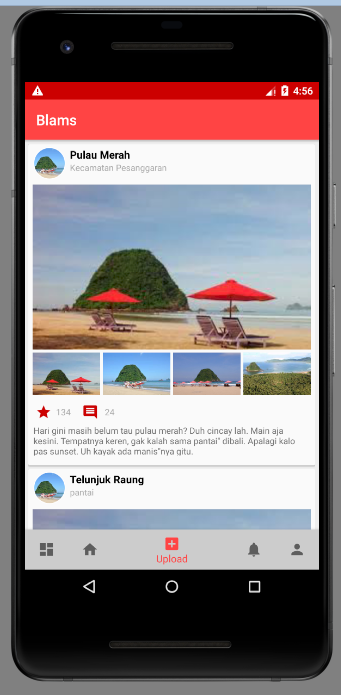 4:56
Blams
Pulau Merah
Kecamatan Pesanggaran
134
24
Hari gini masih belum tau pulau merah? Duh cincay lah. Main aja
kesini. Tempatnya keren, gak kalah sama pantai" dibali. Apalagi kalo
pas sunset. Uh kayak ada manis"nya gitu.
Telunjuk Raung
pantai
Upload